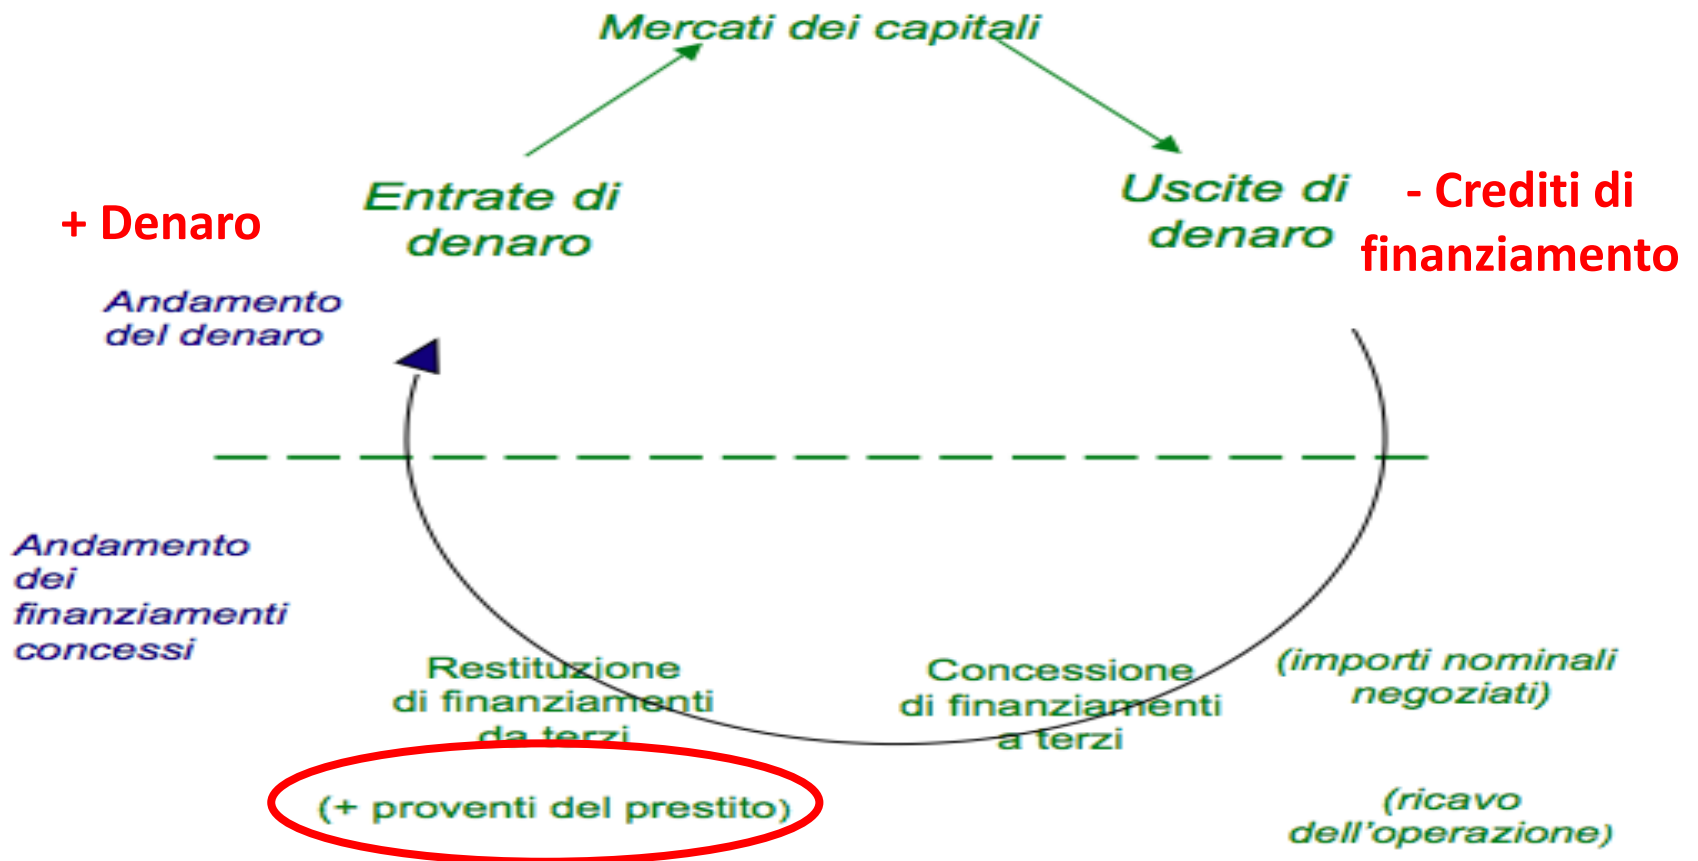 Mercati dei capitali
+ Denaro
Entrate di
denaro
Uscite di
denaro
- Crediti di
finanziamento
Andamento
del denaro
Andamento
dei
finanziamenti
concessi
Restituzione
di finanziamenti
da terzi
(+ proventi del prestito)
Concessione
di finanziamenti
a terzi
(importi nominali
negoziati)
(ricavo
dell'operazione)